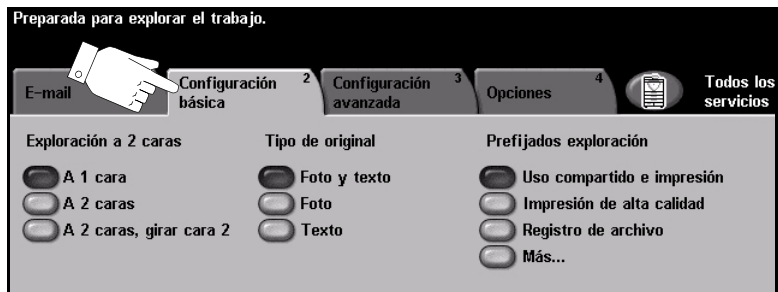 Preparada para explorar el trabajo.
E-mail
Configuración básica 2
Configuración avanzada 3
Opciones 4
Todos los servicios
Exploración a 2 caras
A 1 cara
A 2 caras
A 2 caras, girar cara 2
Tipo de original
Foto y texto
Foto
Texto
Prefijados exploración
Uso compartido e impresión
Impresión de alta calidad
Registro de archivo
Más...